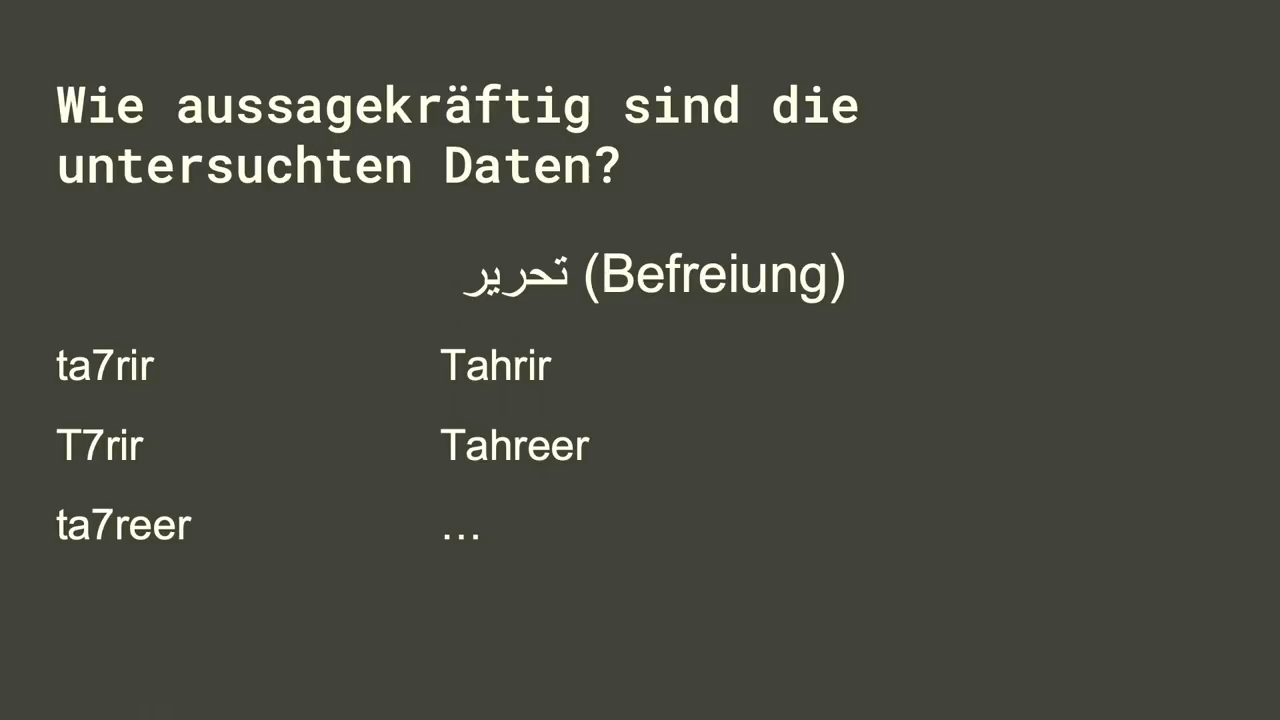 Wie aussagekräftig sind die
untersuchten Daten?
تحرير (Befreiung)
ta7rir
Tahrir
T7rir
Tahreer
ta7reer
…